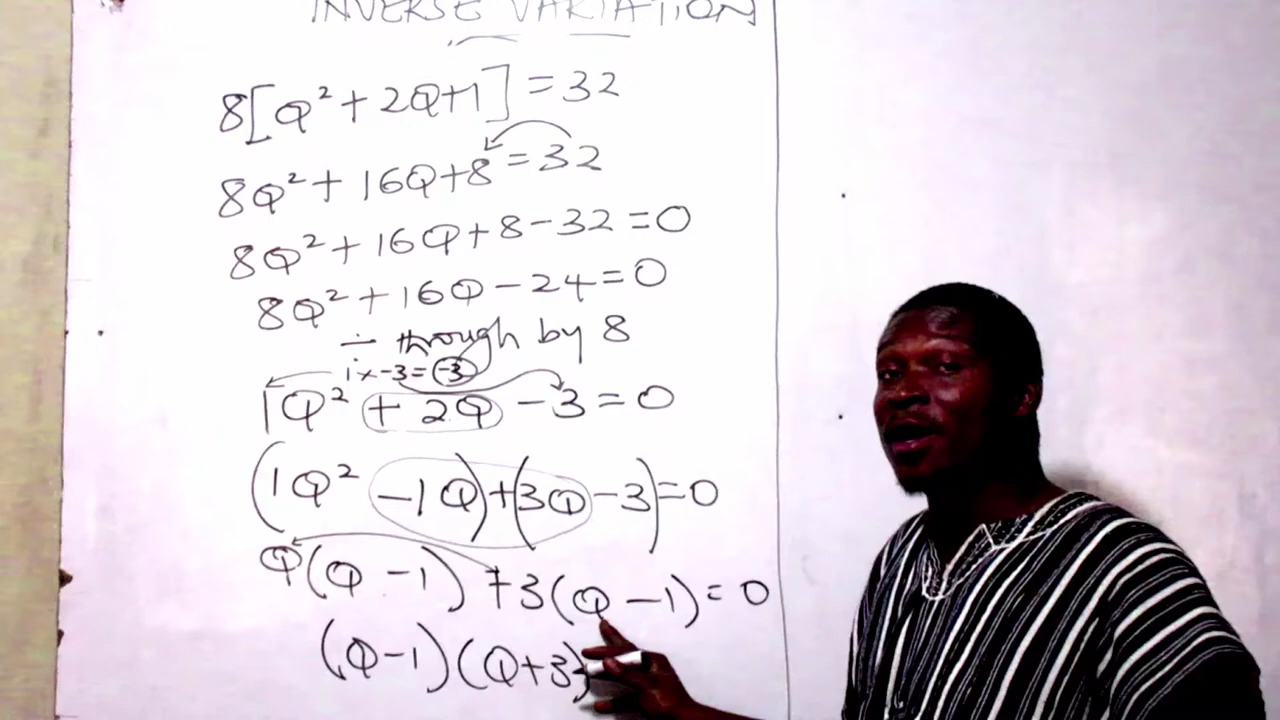 INVERSE VARIATION
8[Q² + 2Q+1] = 32
8Q² + 16Q+8 = 32
8Q² + 16Q+8-32 = 0
8Q² + 16Q - 24 = 0
÷ through by 8
1 x -3 = -3
1Q² + 2Q - 3 = 0
(1Q² - 1Q)+(3Q-3)=0
Q(Q-1) +3(Q-1) = 0
(Q-1)(Q+3)